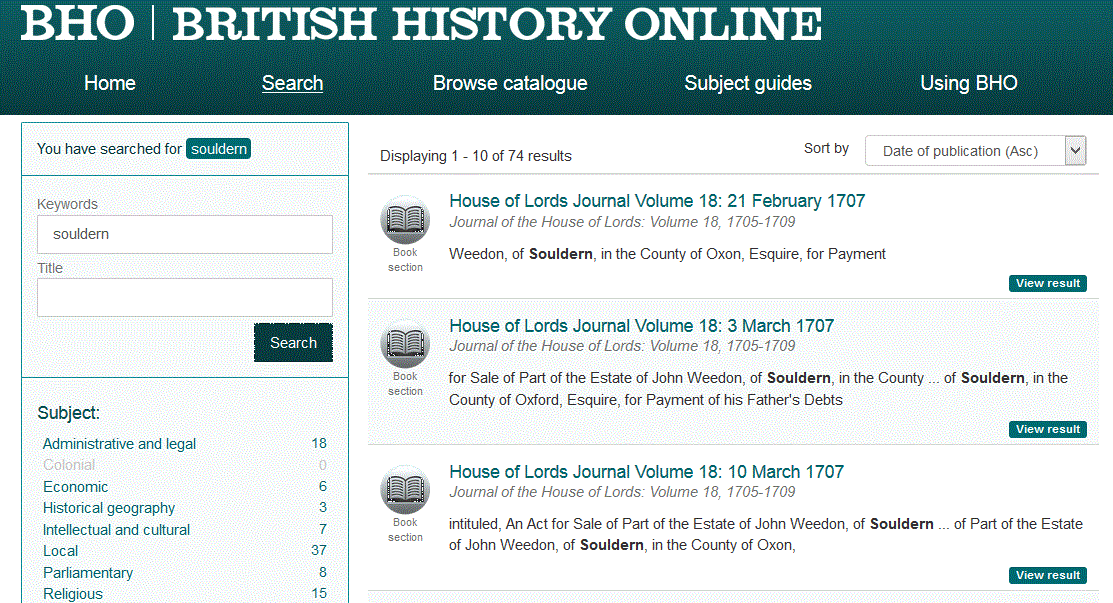 BHO | BRITISH HISTORY ONLINE
Home Search Browse catalogue Subject guides Using BHO
You have searched for souldern
Keywords
souldern
Title
Search
Subject:
Administrative and legal 18
Colonial 0
Economic 6
Historical geography 3
Intellectual and cultural 7
Local 37
Parliamentary 8
Religious 15
Displaying 1 - 10 of 74 results
Sort by Date of publication (Asc)
House of Lords Journal Volume 18: 21 February 1707
Journal of the House of Lords: Volume 18, 1705-1709
Book
section
Weedon, of Souldern, in the County of Oxon, Esquire, for Payment
View result
House of Lords Journal Volume 18: 3 March 1707
Journal of the House of Lords: Volume 18, 1705-1709
Book
section
for Sale of Part of the Estate of John Weedon, of Souldern, in the County ... of Souldern, in the
County of Oxford, Esquire, for Payment of his Father's Debts
View result
House of Lords Journal Volume 18: 10 March 1707
Journal of the House of Lords: Volume 18, 1705-1709
Book
section
intituled, An Act for Sale of Part of the Estate of John Weedon, of Souldern ... of Part of the Estate
of John Weedon, of Souldern, in the County of Oxon,
View result